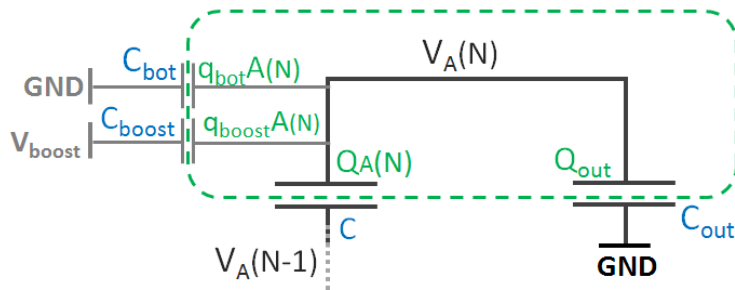 V_A(N)
C_bot q_bot A(N)
GND
C_boost q_boost A(N)
V_boost
Q_A(N) Q_out
C C_out
V_A(N-1) GND